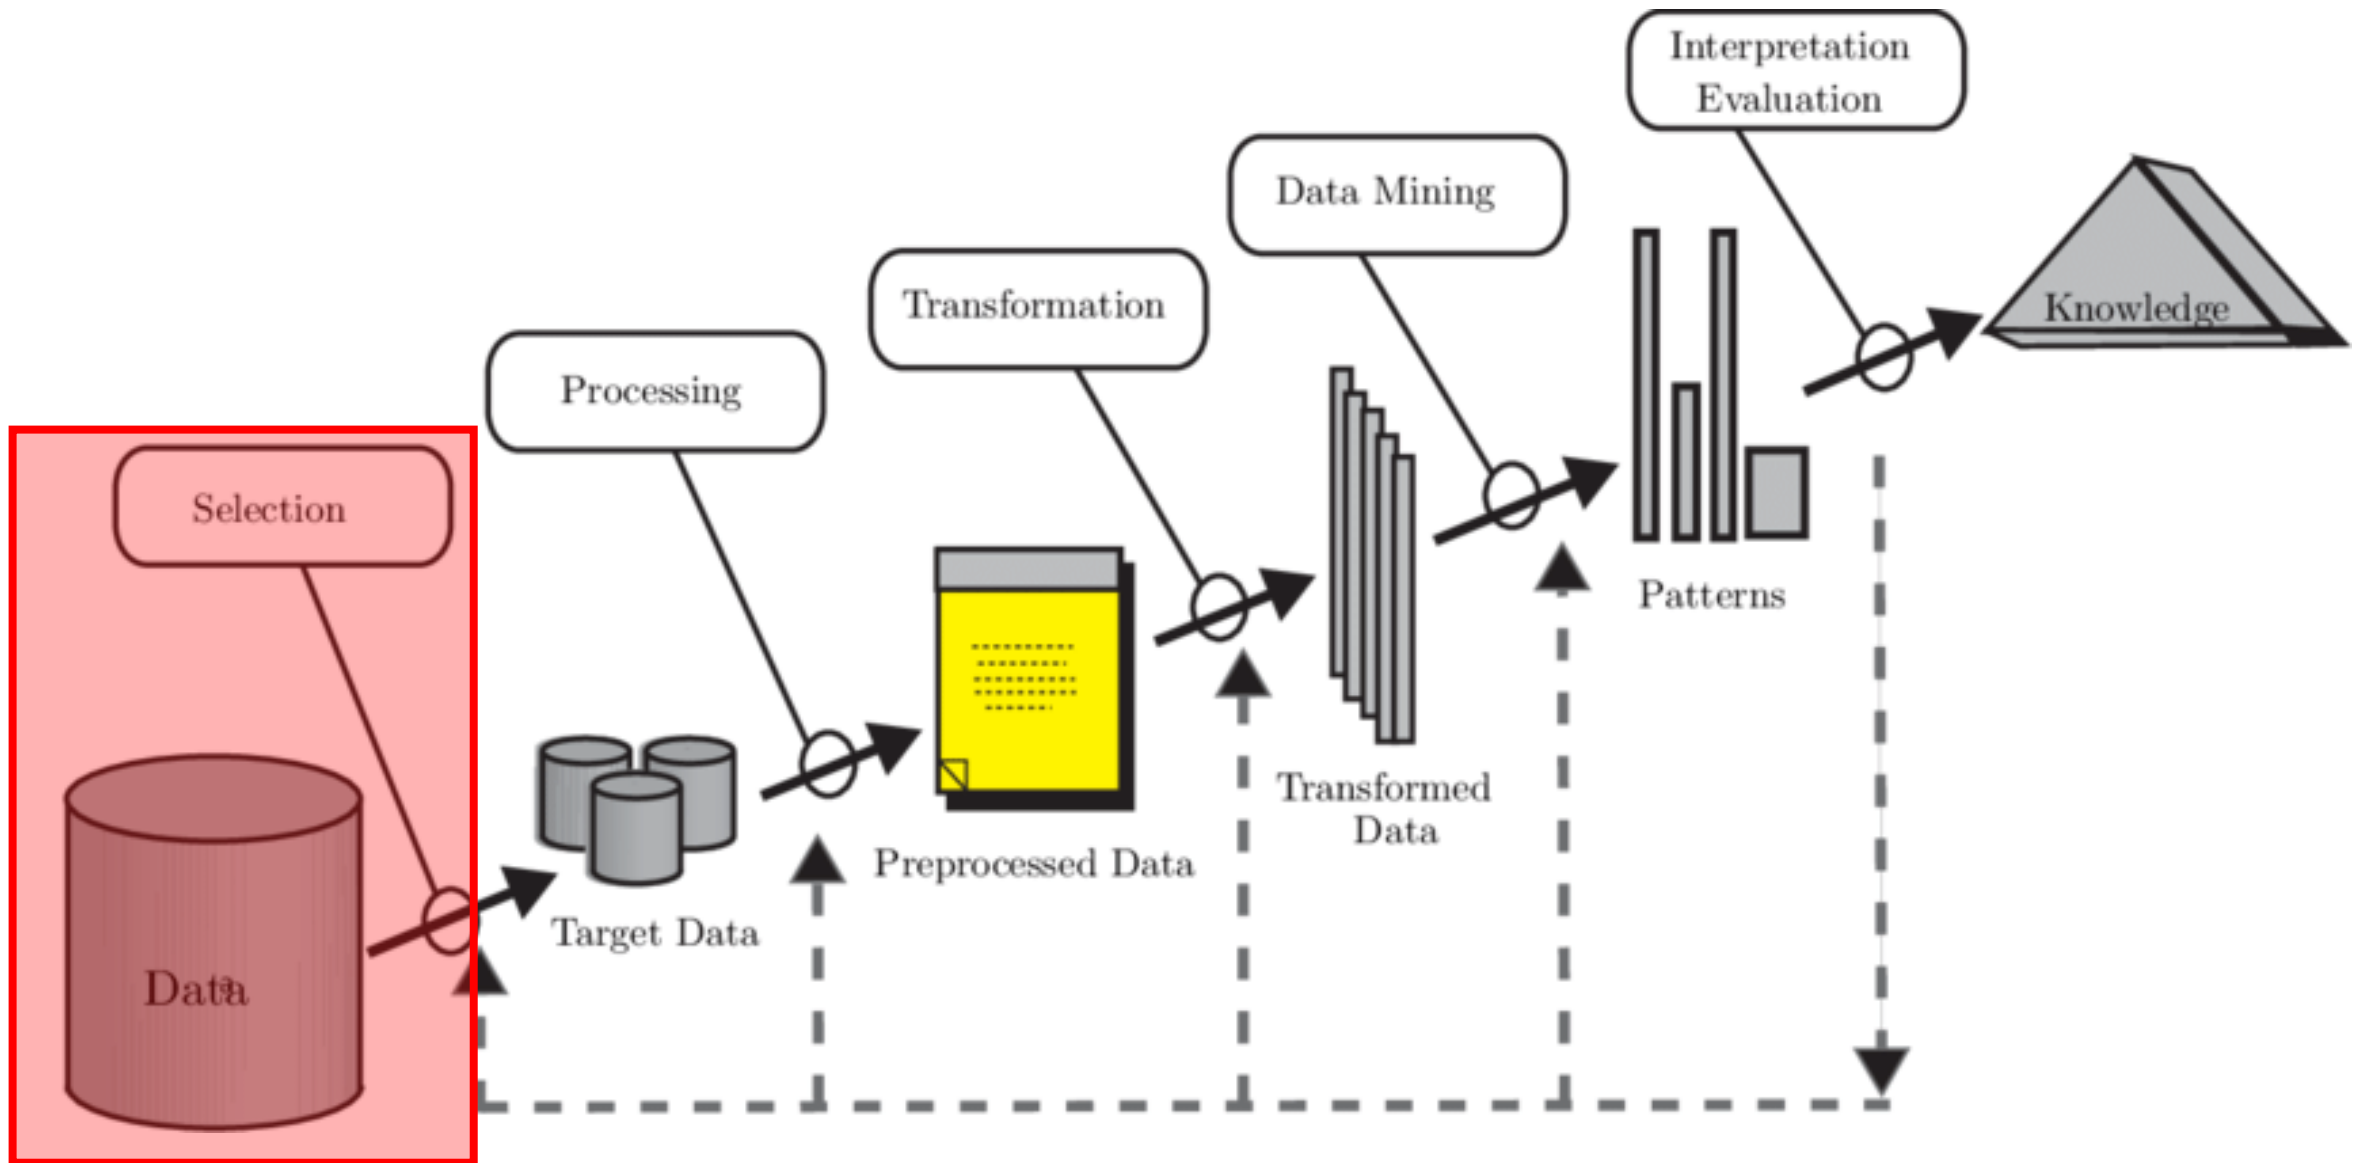 Interpretation
Evaluation
Data Mining
Transformation
Knowledge
Processing
Selection
Patterns
Transformed
Data
Preprocessed Data
Target Data
Data